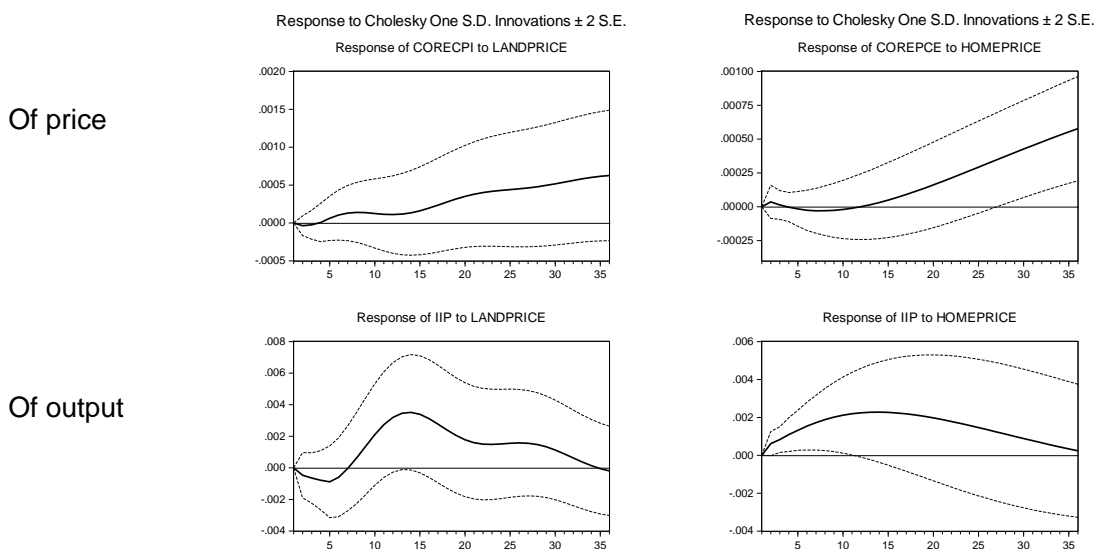 Response to Cholesky One S.D. Innovations ± 2 S.E.
Response of CORECPI to LANDPRICE
.0020
.0015
.0010
.0005
.0000
-.0005
5 10 15 20 25 30 35
Response to Cholesky One S.D. Innovations ± 2 S.E.
Response of COREPCE to HOMEPRICE
.00100
.00075
.00050
.00025
.00000
-.00025
5 10 15 20 25 30 35
Of price
Response of IIP to LANDPRICE
.008
.006
.004
.002
.000
-.002
-.004
5 10 15 20 25 30 35
Response of IIP to HOMEPRICE
.006
.004
.002
.000
-.002
-.004
5 10 15 20 25 30 35
Of output